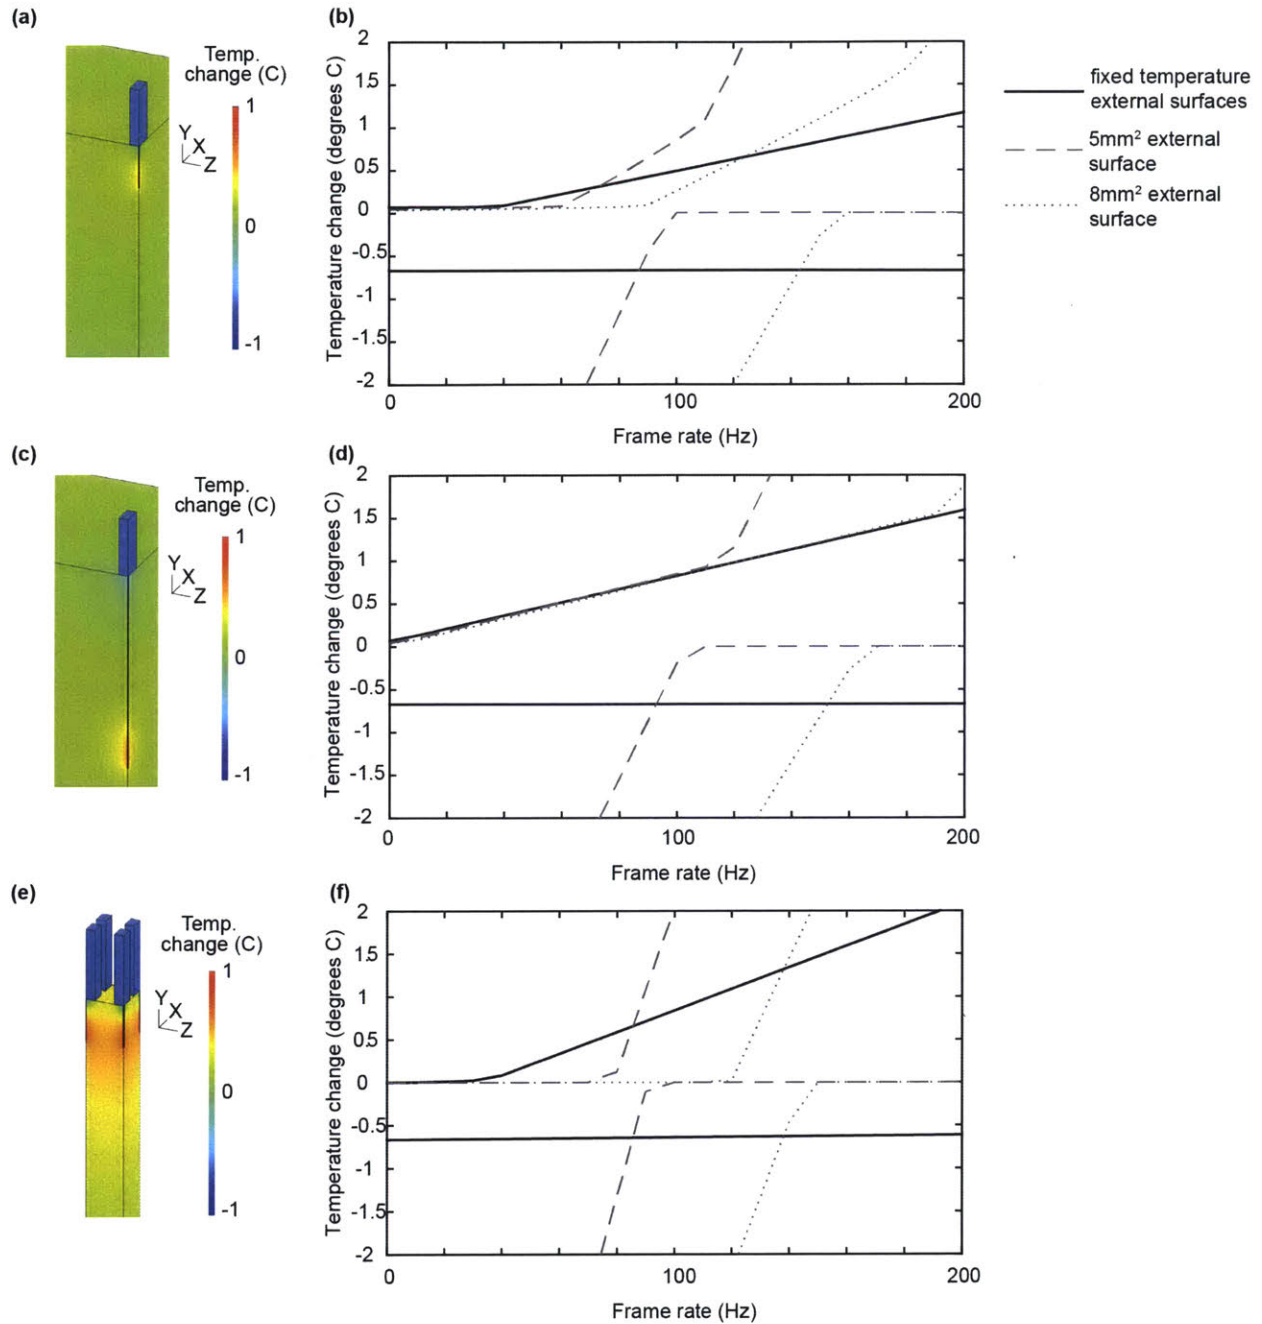 (a)
Temp.
change (C)
1
0
-1
Y
X
Z
(b)
2
1.5
1
0.5
0
-0.5
-1
-1.5
-2
Temperature change (degrees C)
0
100
200
Frame rate (Hz)
fixed temperature
external surfaces
5mm² external
surface
8mm² external
surface
(c)
Temp.
change (C)
1
0
-1
Y
X
Z
(d)
2
1.5
1
0.5
0
-0.5
-1
-1.5
-2
Temperature change (degrees C)
0
100
200
Frame rate (Hz)
(e)
Temp.
change (C)
1
0
-1
Y
X
Z
(f)
2
1.5
1
0.5
0
-0.5
-1
-1.5
-2
Temperature change (degrees C)
0
100
200
Frame rate (Hz)